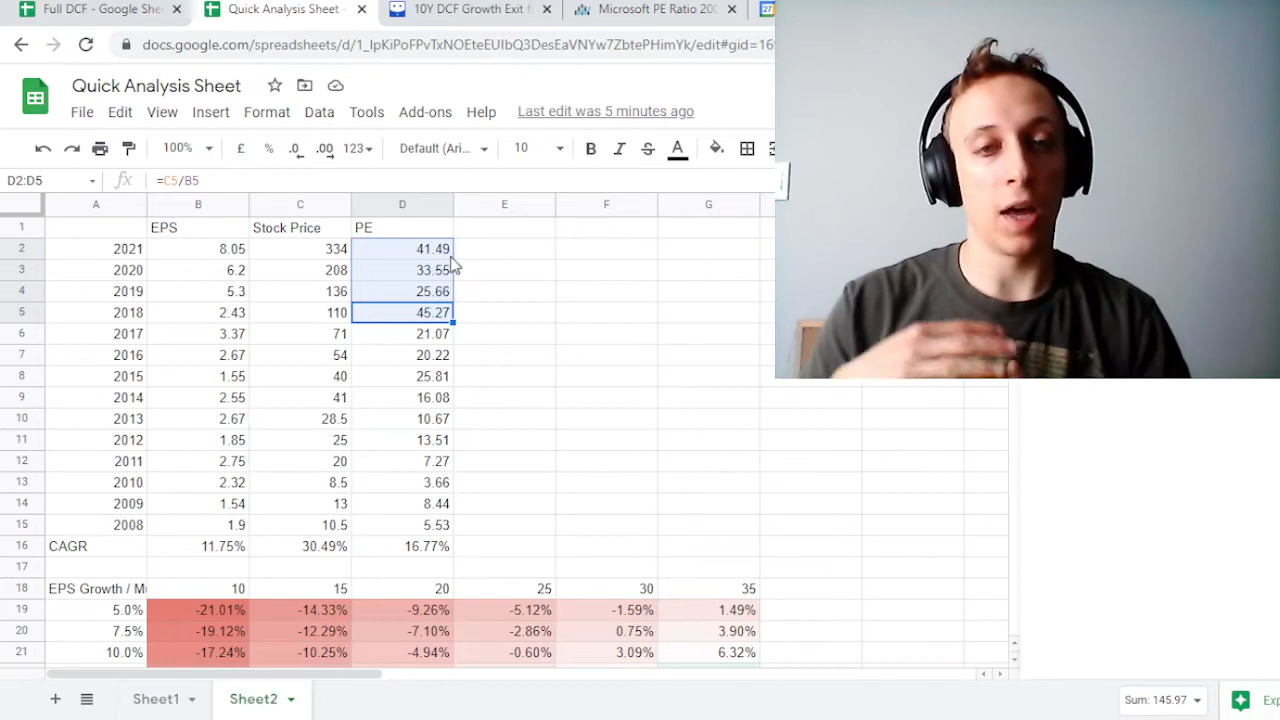 Full DCF - Google She
Quick Analysis Sheet -
10Y DCF Growth Exit f
Microsoft PE Ratio 200
27
docs.google.com/spreadsheets/d/1_IpKiPoFPvTxNOEteEUIbQ3DesEaVNYw7ZbtePHimYk/edit#gid=16
Quick Analysis Sheet
File Edit View Insert Format Data Tools Add-ons Help Last edit was 5 minutes ago
100% £ % .0 .00 123 Default (Ari... 10 B I S A
D2:D5 fx =C5/B5
A B C D E F G
1 EPS Stock Price PE
2 2021 8.05 334 41.49
3 2020 6.2 208 33.55
4 2019 5.3 136 25.66
5 2018 2.43 110 45.27
6 2017 3.37 71 21.07
7 2016 2.67 54 20.22
8 2015 1.55 40 25.81
9 2014 2.55 41 16.08
10 2013 2.67 28.5 10.67
11 2012 1.85 25 13.51
12 2011 2.75 20 7.27
13 2010 2.32 8.5 3.66
14 2009 1.54 13 8.44
15 2008 1.9 10.5 5.53
16 CAGR 11.75% 30.49% 16.77%
17
18 EPS Growth / Mu 10 15 20 25 30 35
19 5.0% -21.01% -14.33% -9.26% -5.12% -1.59% 1.49%
20 7.5% -19.12% -12.29% -7.10% -2.86% 0.75% 3.90%
21 10.0% -17.24% -10.25% -4.94% -0.60% 3.09% 6.32%
Sheet1 Sheet2 Sum: 145.97 Exp